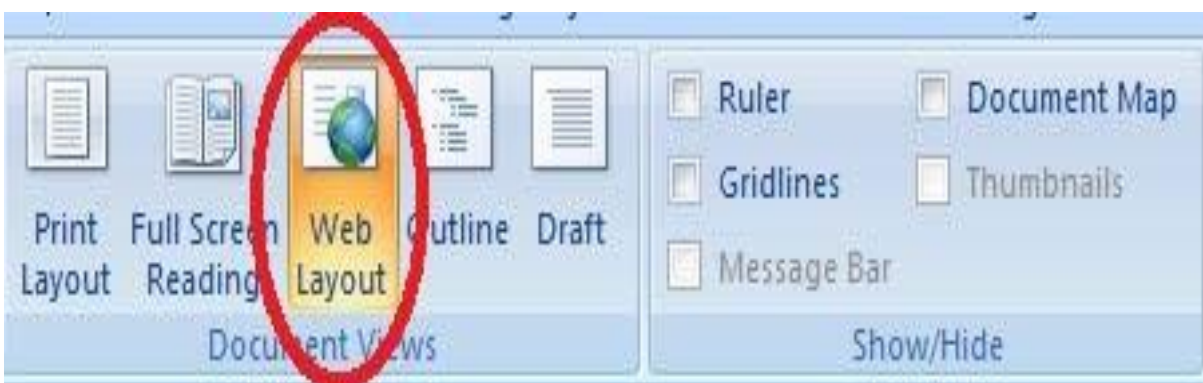 Print Layout
Full Screen Reading
Web Layout
Outline
Draft
Document Views
Ruler
Document Map
Gridlines
Thumbnails
Message Bar
Show/Hide